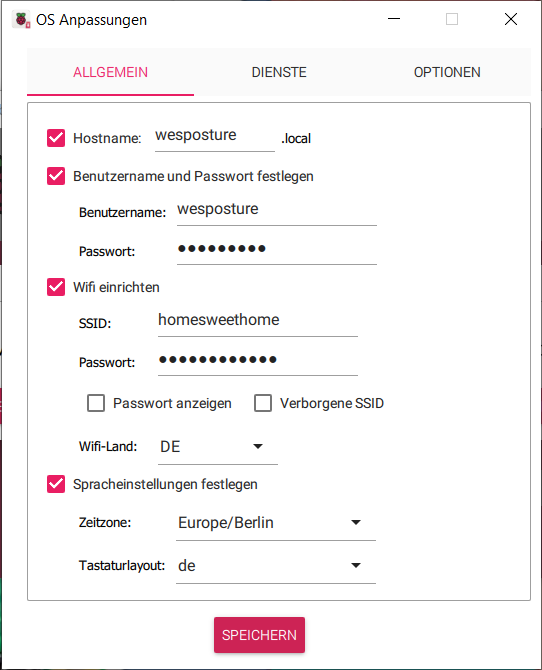 OS Anpassungen
ALLGEMEIN DIENSTE OPTIONEN
Hostname: wesposture .local
Benutzername und Passwort festlegen
Benutzername: wesposture
Passwort: ●●●●●●●●●
Wifi einrichten
SSID: homesweethome
Passwort: ●●●●●●●●●●●●
Passwort anzeigen Verborgene SSID
Wifi-Land: DE
Spracheinstellungen festlegen
Zeitzone: Europe/Berlin
Tastaturlayout: de
SPEICHERN